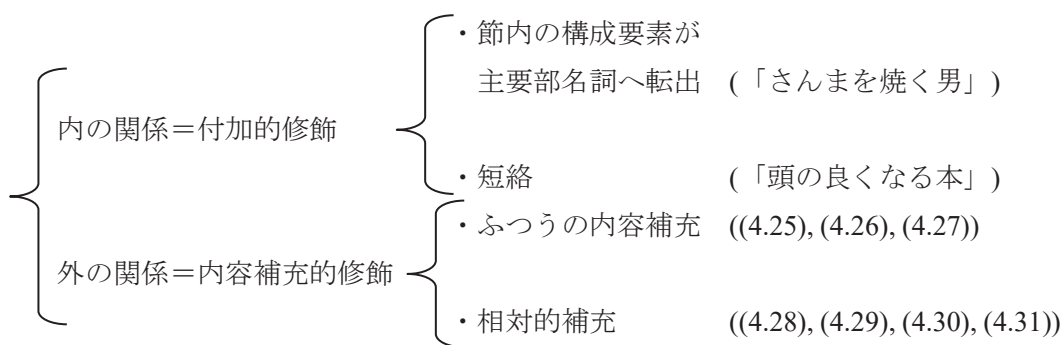 ・節内の構成要素が
主要部名詞へ転出 (「さんまを焼く男」)
内の関係＝付加的修飾
・短絡 (「頭の良くなる本」)
・ふつうの内容補充 ((4.25), (4.26), (4.27))
外の関係＝内容補充的修飾
・相対的補充 ((4.28), (4.29), (4.30), (4.31))